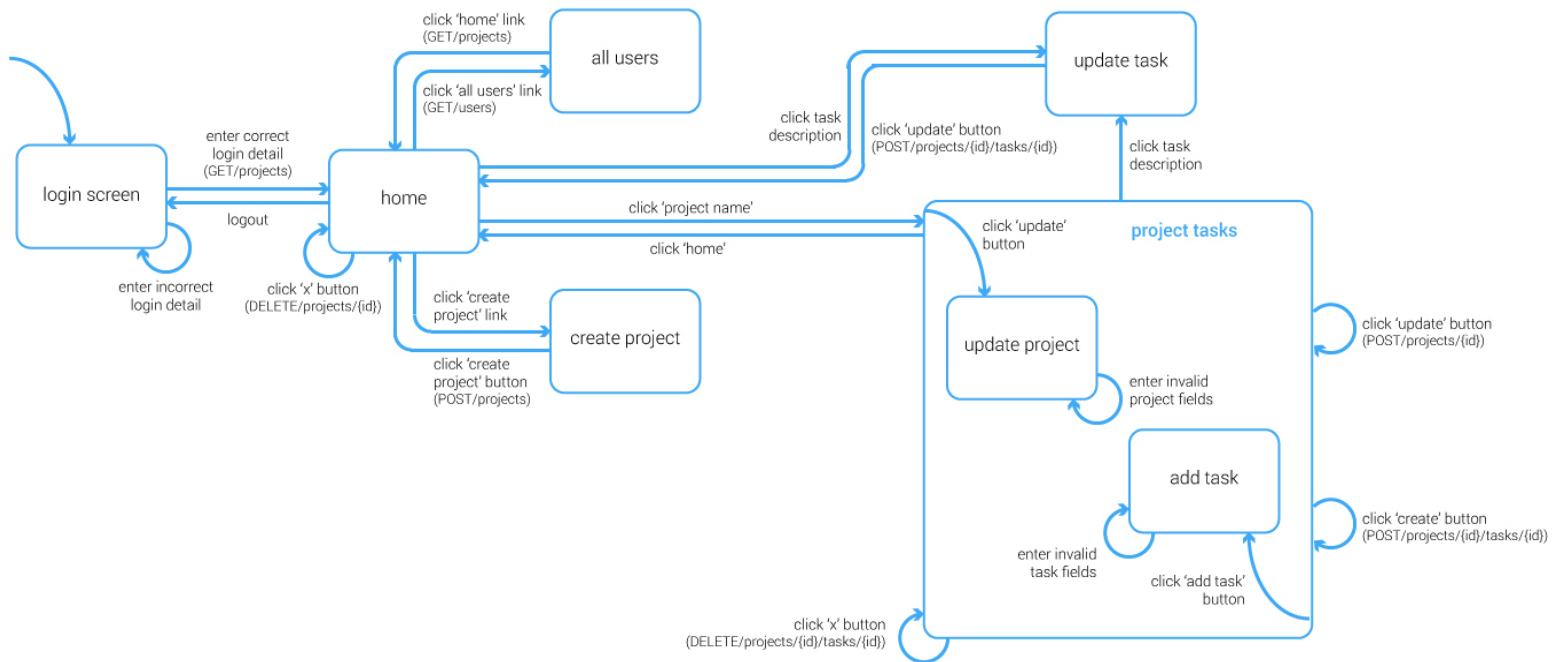 click ‘home’ link
(GET/projects)
all users
click ‘all users’ link
(GET/users)
update task
click task
description
click ‘update’ button
(POST/projects/{id}/tasks/{id})
click task
description
enter correct
login detail
(GET/projects)
login screen
home
logout
enter incorrect
login detail
click ‘x’ button
(DELETE/projects/{id})
click ‘project name’
click ‘home’
click ‘create
project’ link
create project
click ‘create
project’ button
(POST/projects)
project tasks
click ‘update’
button
update project
enter invalid
project fields
click ‘update’ button
(POST/projects/{id})
add task
enter invalid
task fields
click ‘add task’
button
click ‘create’ button
(POST/projects/{id}/tasks/{id})
click ‘x’ button
(DELETE/projects/{id}/tasks/{id})